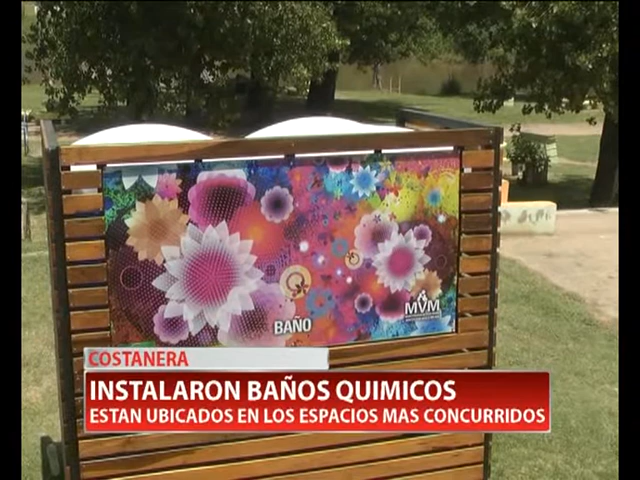 BAÑO
MVM
COSTANERA
INSTALARON BAÑOS QUIMICOS
ESTAN UBICADOS EN LOS ESPACIOS MAS CONCURRIDOS